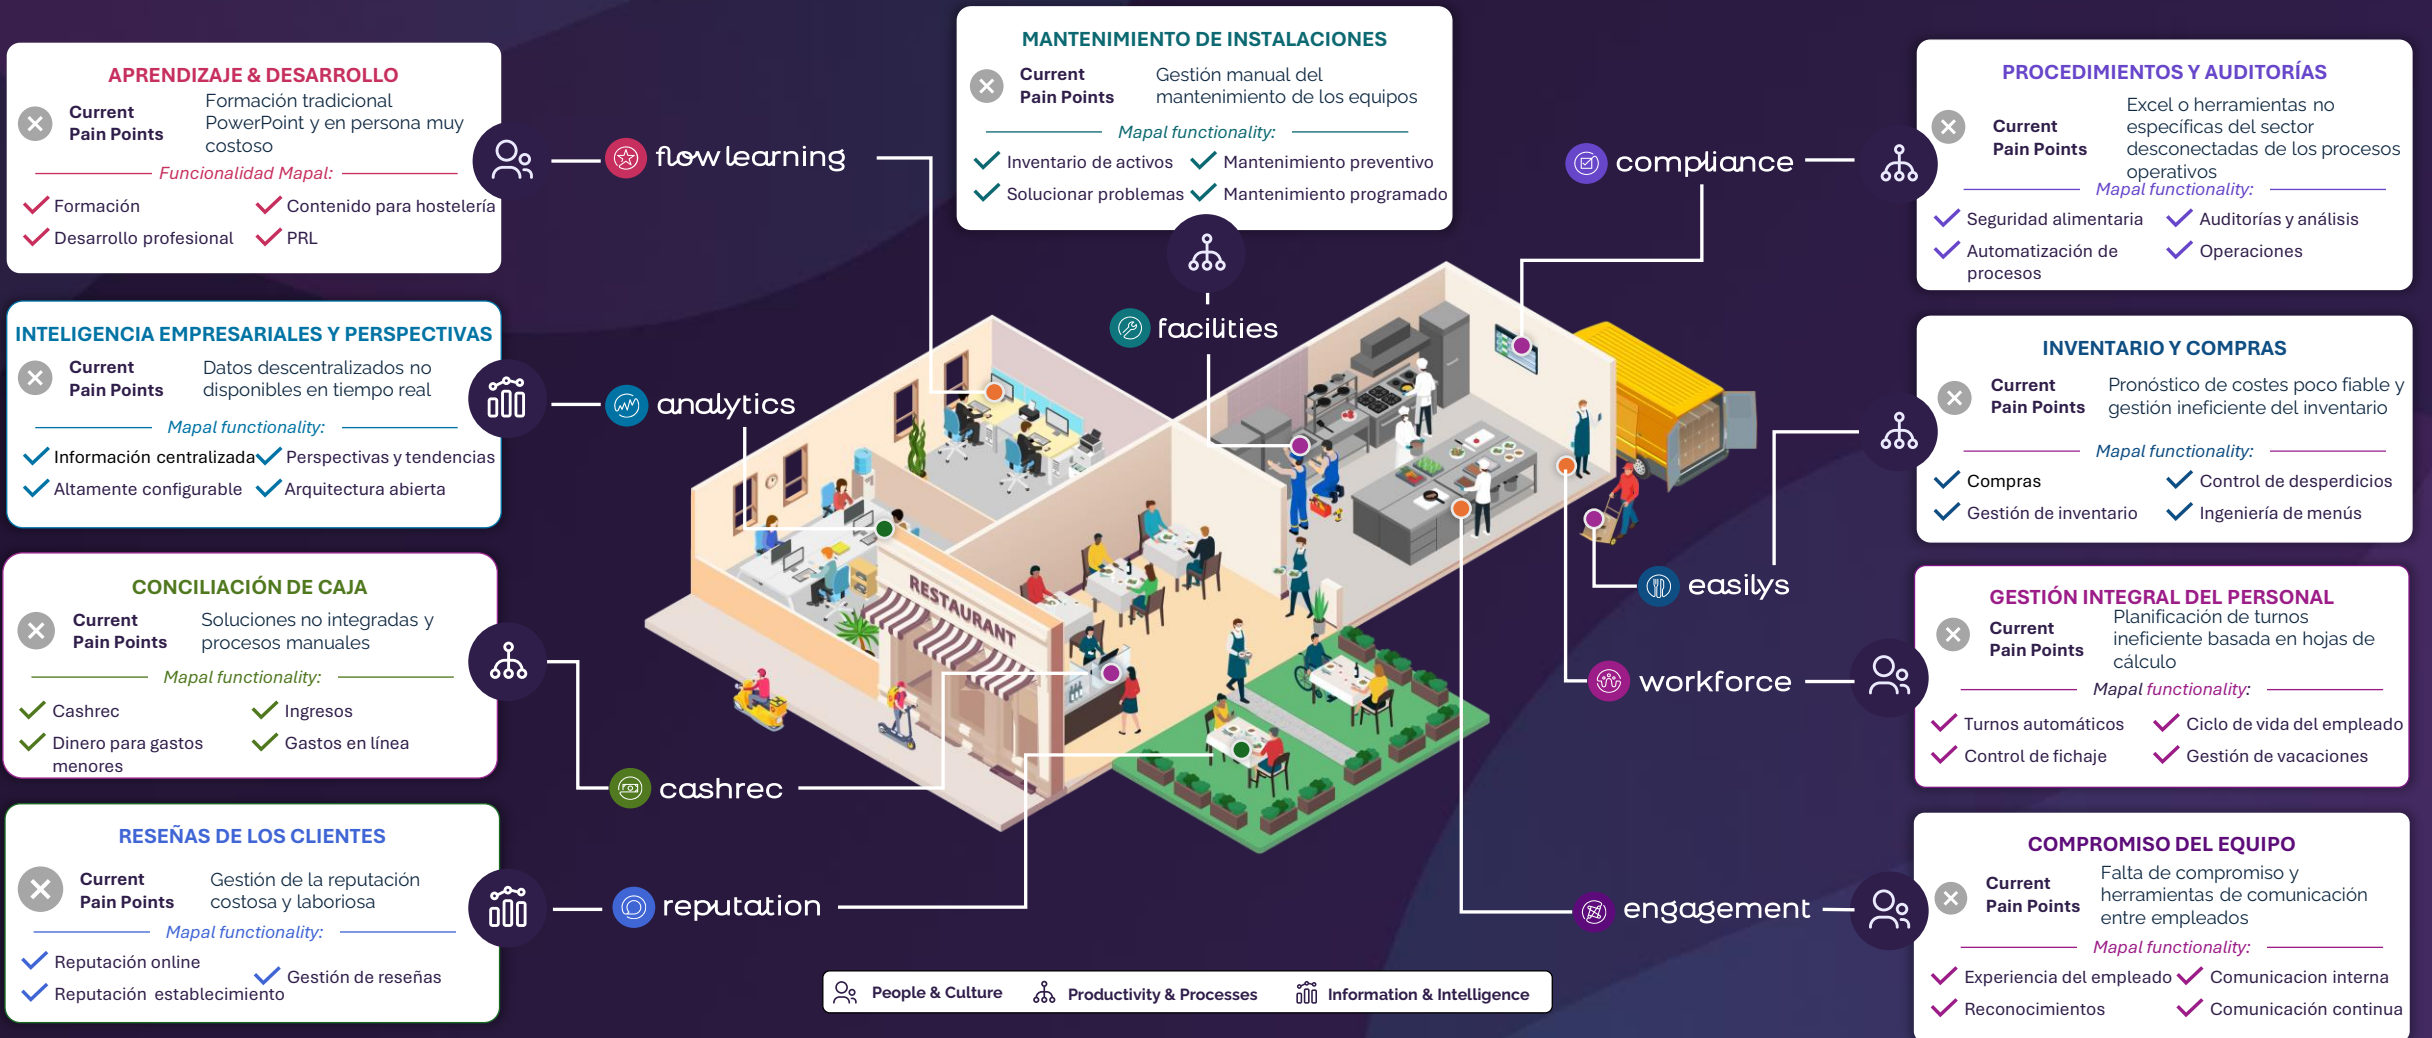 APRENDIZAJE & DESARROLLO
Current
Pain Points
Formación tradicional
PowerPoint y en persona muy
costoso
Funcionalidad Mapal:
Formación
Contenido para hostelería
Desarrollo profesional
PRL
flow learning
INTELIGENCIA EMPRESARIALES Y PERSPECTIVAS
Current
Pain Points
Datos descentralizados no
disponibles en tiempo real
Mapal functionality:
Información centralizada
Perspectivas y tendencias
Altamente configurable
Arquitectura abierta
analytics
CONCILIACIÓN DE CAJA
Current
Pain Points
Soluciones no integradas y
procesos manuales
Mapal functionality:
Cashrec
Ingresos
Dinero para gastos
menores
Gastos en línea
cashrec
RESEÑAS DE LOS CLIENTES
Current
Pain Points
Gestión de la reputación
costosa y laboriosa
Mapal functionality:
Reputación online
Gestión de reseñas
Reputación establecimiento
reputation
MANTENIMIENTO DE INSTALACIONES
Current
Pain Points
Gestión manual del
mantenimiento de los equipos
Mapal functionality:
Inventario de activos
Mantenimiento preventivo
Solucionar problemas
Mantenimiento programado
facilities
RESTAURANT
PROCEDIMIENTOS Y AUDITORÍAS
Current
Pain Points
Excel o herramientas no
específicas del sector
desconectadas de los procesos
operativos
Mapal functionality:
Seguridad alimentaria
Auditorías y análisis
Automatización de
procesos
Operaciones
compliance
INVENTARIO Y COMPRAS
Current
Pain Points
Pronóstico de costes poco fiable y
gestión ineficiente del inventario
Mapal functionality:
Compras
Control de desperdicios
Gestión de inventario
Ingeniería de menús
easilys
GESTIÓN INTEGRAL DEL PERSONAL
Current
Pain Points
Planificación de turnos
ineficiente basada en hojas de
cálculo
Mapal functionality:
Turnos automáticos
Ciclo de vida del empleado
Control de fichaje
Gestión de vacaciones
workforce
COMPROMISO DEL EQUIPO
Current
Pain Points
Falta de compromiso y
herramientas de comunicación
entre empleados
Mapal functionality:
Experiencia del empleado
Comunicacion interna
Reconocimientos
Comunicación continua
engagement
People & Culture
Productivity & Processes
Information & Intelligence